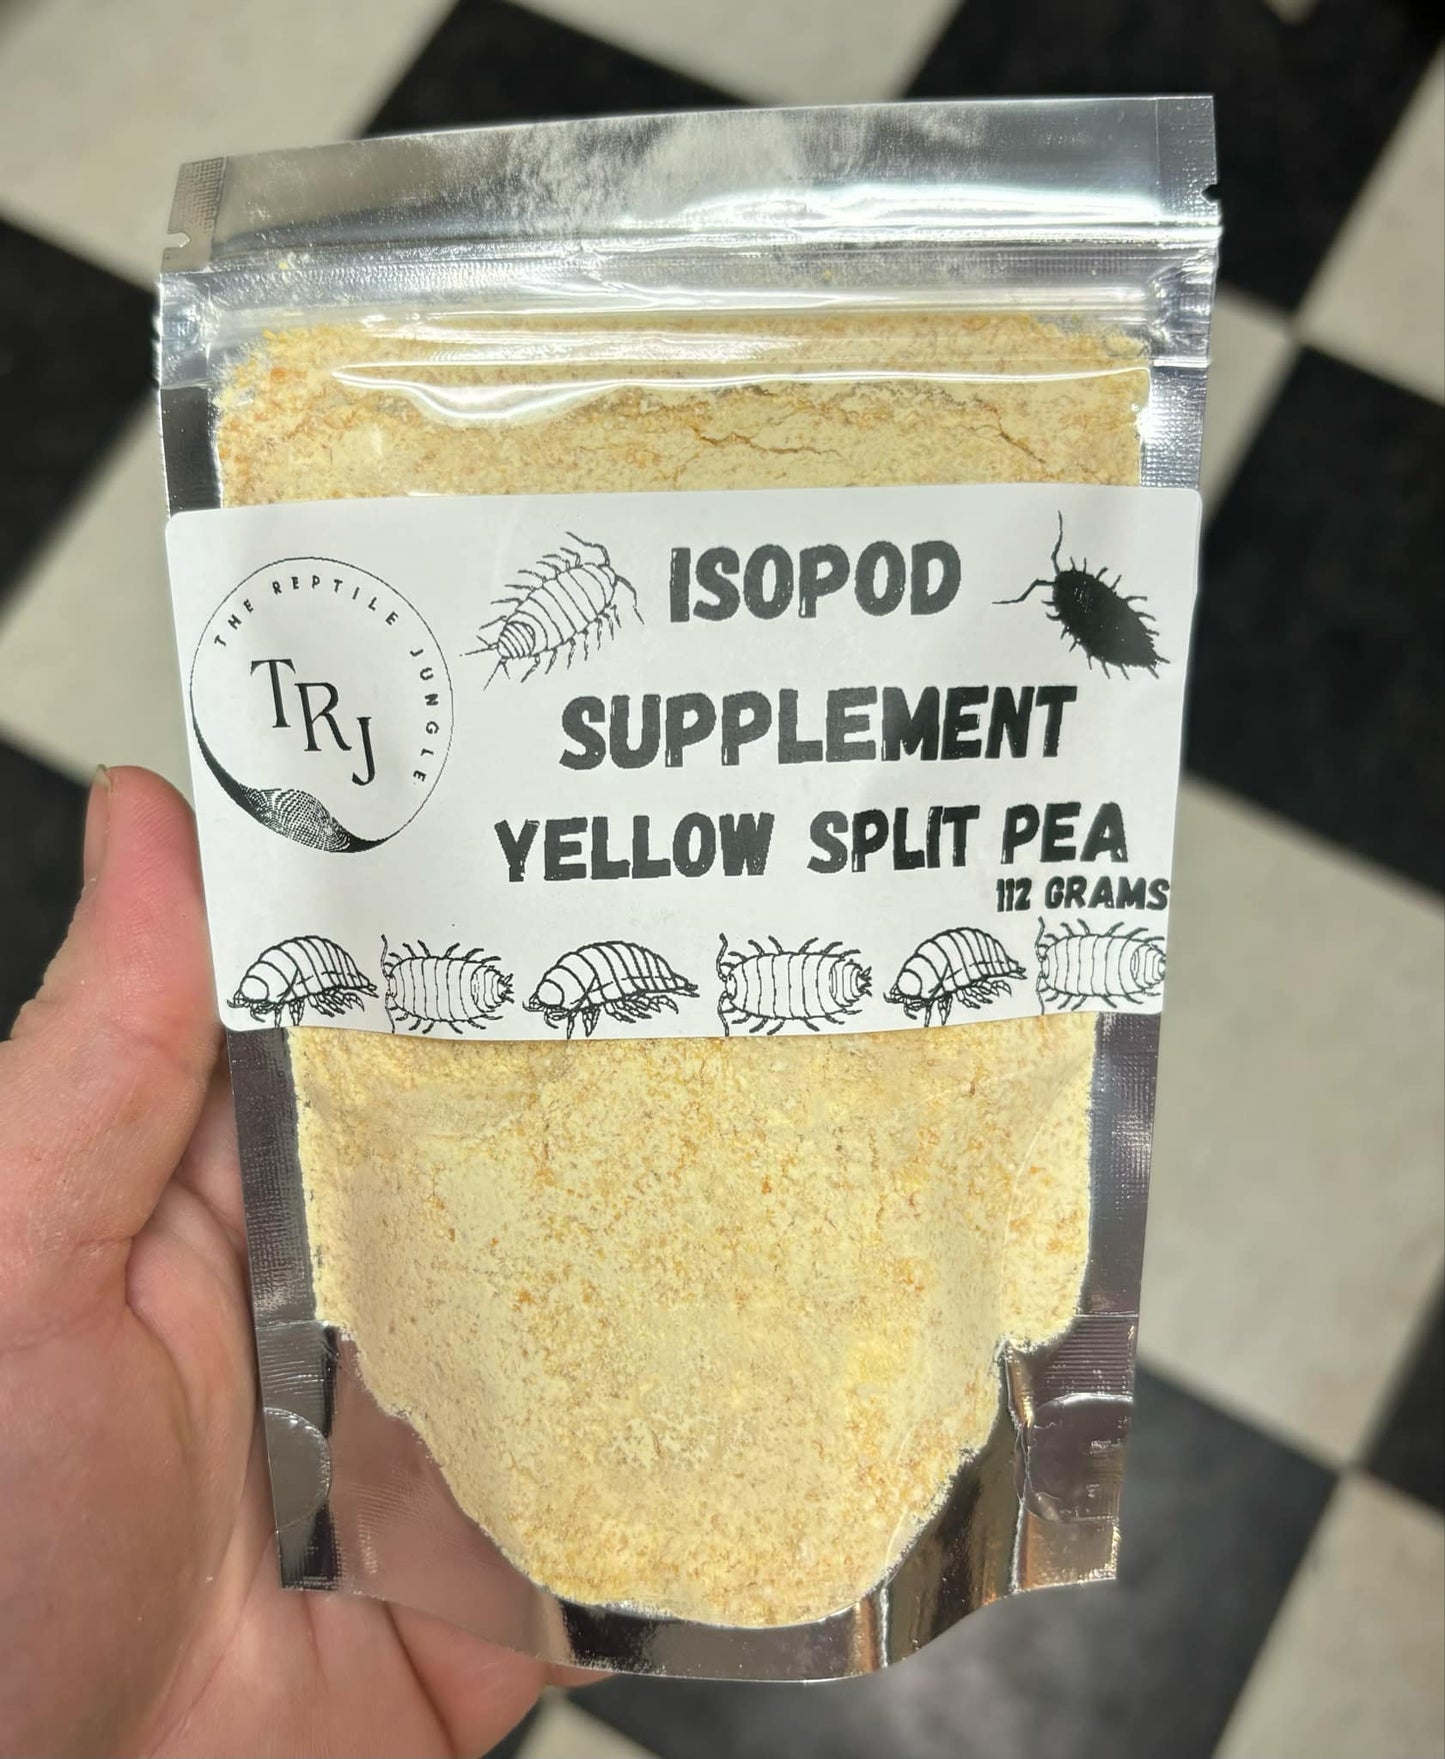 THE REPTILE JUNGLE
TRJ
ISOPOD
SUPPLEMENT
YELLOW SPLIT PEA
112 GRAMS